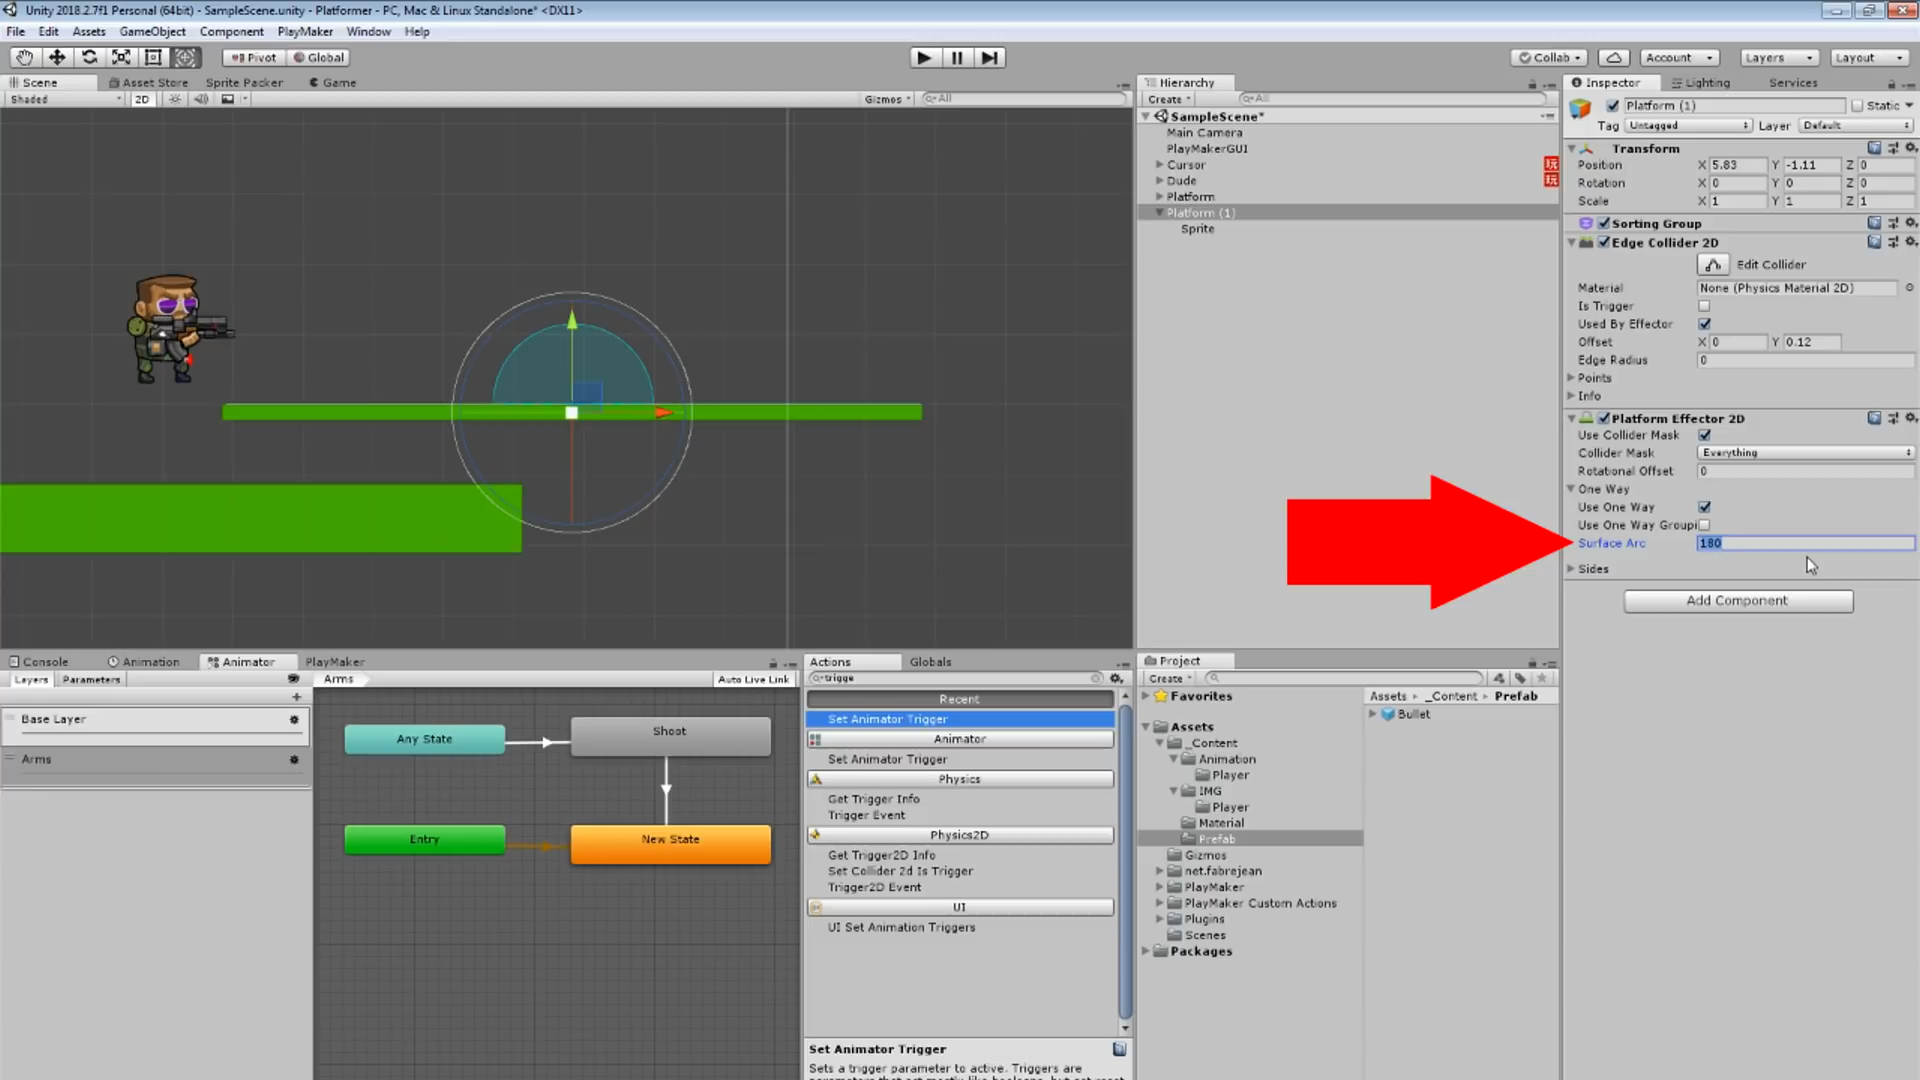 Unity 2018.2.7f1 Personal (64bit) - SampleScene.unity - Platformer - PC, Mac & Linux Standalone* <DX11>
File Edit Assets GameObject Component PlayMaker Window Help
Pivot Global Collab Account Layers Layout
Scene Asset Store Sprite Packer Game
Shaded 2D Gizmos All
Hierarchy
Create All
SampleScene*
Main Camera
PlayMakerGUI
Cursor
玩
Dude
玩
Platform
Platform (1)
Sprite
Inspector Lighting Services
Platform (1) Static
Tag Untagged Layer Default
Transform
Position X 5.83 Y -1.11 Z 0
Rotation X 0 Y 0 Z 0
Scale X 1 Y 1 Z 1
Sorting Group
Edge Collider 2D
Edit Collider
Material None (Physics Material 2D)
Is Trigger
Used By Effector
Offset X 0 Y 0.12
Edge Radius 0
Points
Info
Platform Effector 2D
Use Collider Mask
Collider Mask Everything
Rotational Offset 0
One Way
Use One Way
Use One Way Groupi
Surface Arc 180
Sides
Add Component
Console Animation Animator PlayMaker
Layers Parameters Arms Auto Live Link
Base Layer
Arms
Any State Shoot
Entry New State
Actions Globals
trigge
Recent
Set Animator Trigger
Animator
Set Animator Trigger
Physics
Get Trigger Info
Trigger Event
Physics2D
Get Trigger2D Info
Set Collider 2d Is Trigger
Trigger2D Event
UI
UI Set Animation Triggers
Set Animator Trigger
Sets a trigger parameter to active. Triggers are
Project
Create
Favorites
Assets
_Content
Animation
Player
IMG
Player
Material
Prefab
Gizmos
net.fabrejean
PlayMaker
PlayMaker Custom Actions
Plugins
Scenes
Packages
Assets _Content Prefab
Bullet